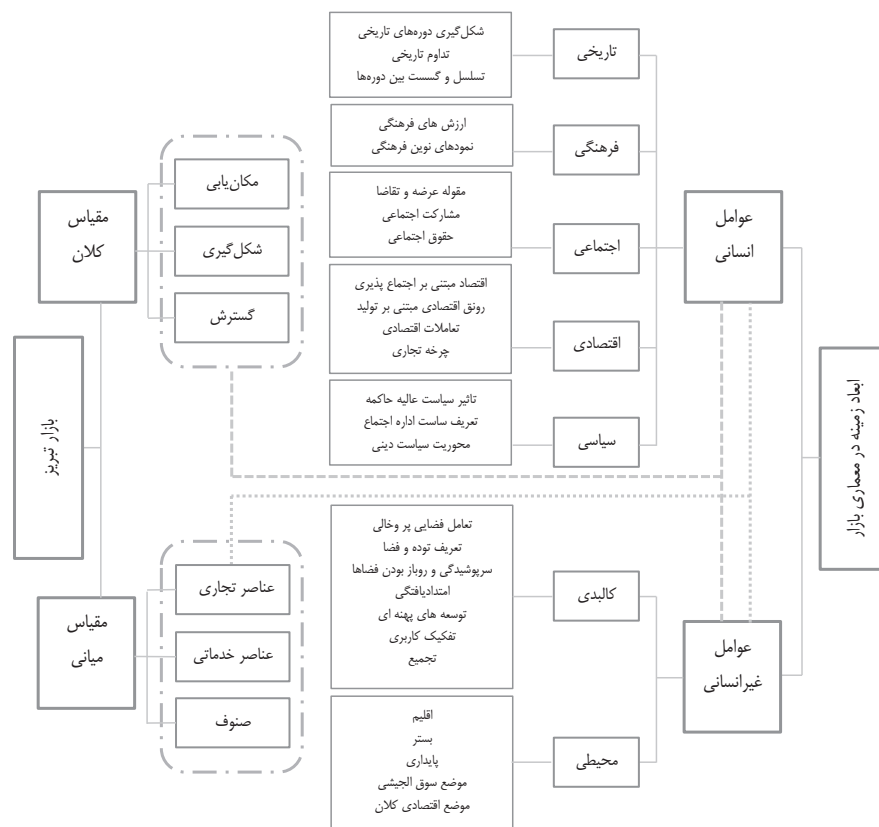 ابعاد زمینه در معماری بازار
عوامل
انسانی
تاریخی
شکل‌گیری دوره‌های تاریخی
تداوم تاریخی
تسلسل و گسست بین دوره‌ها
فرهنگی
ارزش های فرهنگی
نمودهای نوین فرهنگی
اجتماعی
مقوله عرضه و تقاضا
مشارکت اجتماعی
حقوق اجتماعی
اقتصادی
اقتصاد مبتنی بر اجتماع پذیری
رونق اقتصادی مبتنی بر تولید
تعاملات اقتصادی
چرخه تجاری
سیاسی
تاثیر سیاست عالیه حاکمه
تعریف ساست اداره اجتماع
محوریت سیاست دینی
عوامل
غیرانسانی
کالبدی
تعامل فضایی پر وخالی
تعریف توده و فضا
سرپوشیدگی و روباز بودن فضاها
امتدادیافتگی
توسعه های پهنه ای
تفکیک کاربری
تجمیع
محیطی
اقلیم
بستر
پایداری
موضع سوق الجیشی
موضع اقتصادی کلان
مکان‌یابی
شکل‌گیری
گسترش
مقیاس
کلان
عناصر تجاری
عناصر خدماتی
صنوف
مقیاس
میانی
بازار تبریز